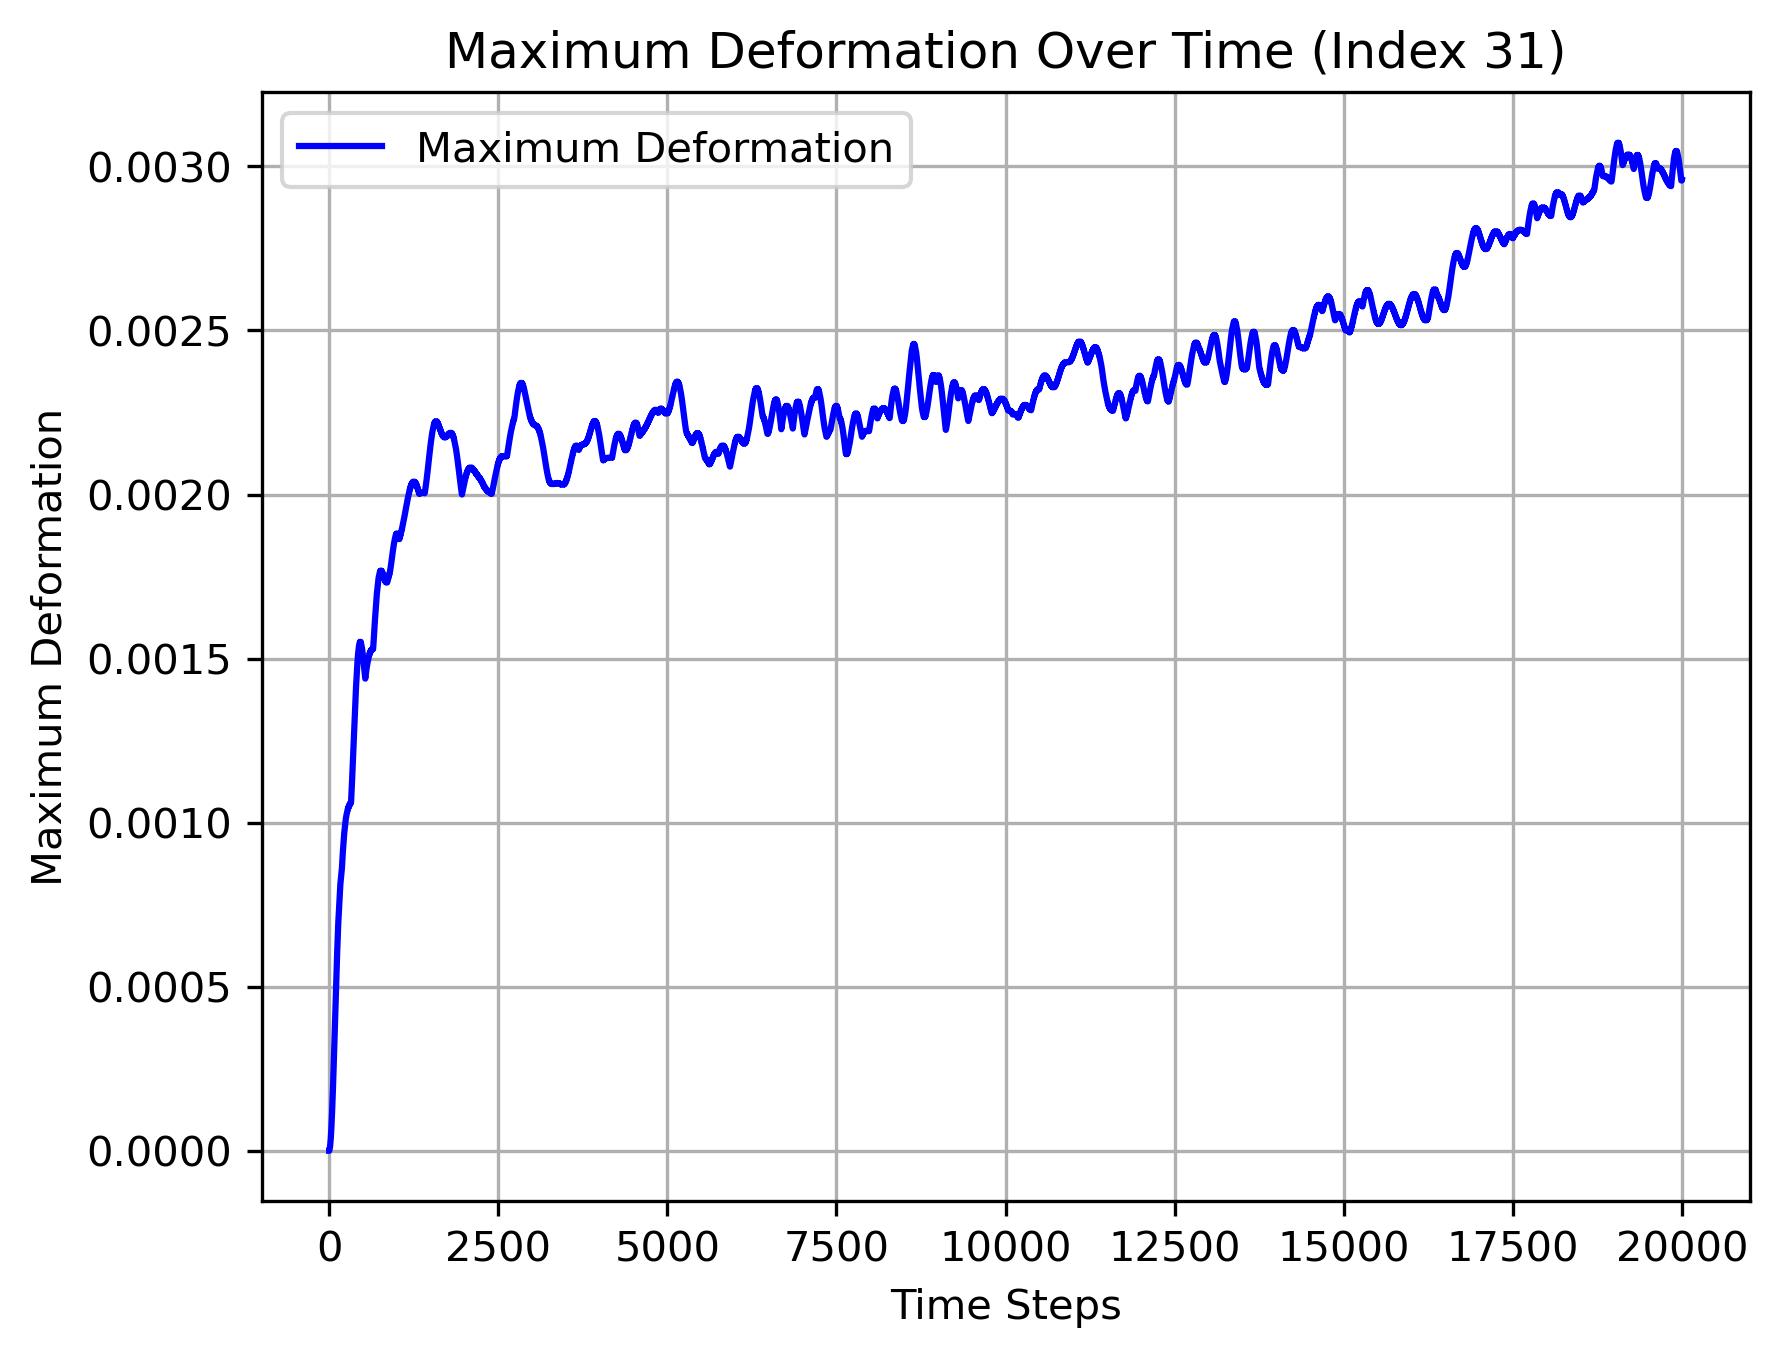 Maximum Deformation Over Time (Index 31)
Maximum Deformation
0.0030
0.0025
0.0020
0.0015
0.0010
0.0005
0.0000
Maximum Deformation
0 2500 5000 7500 10000 12500 15000 17500 20000
Time Steps